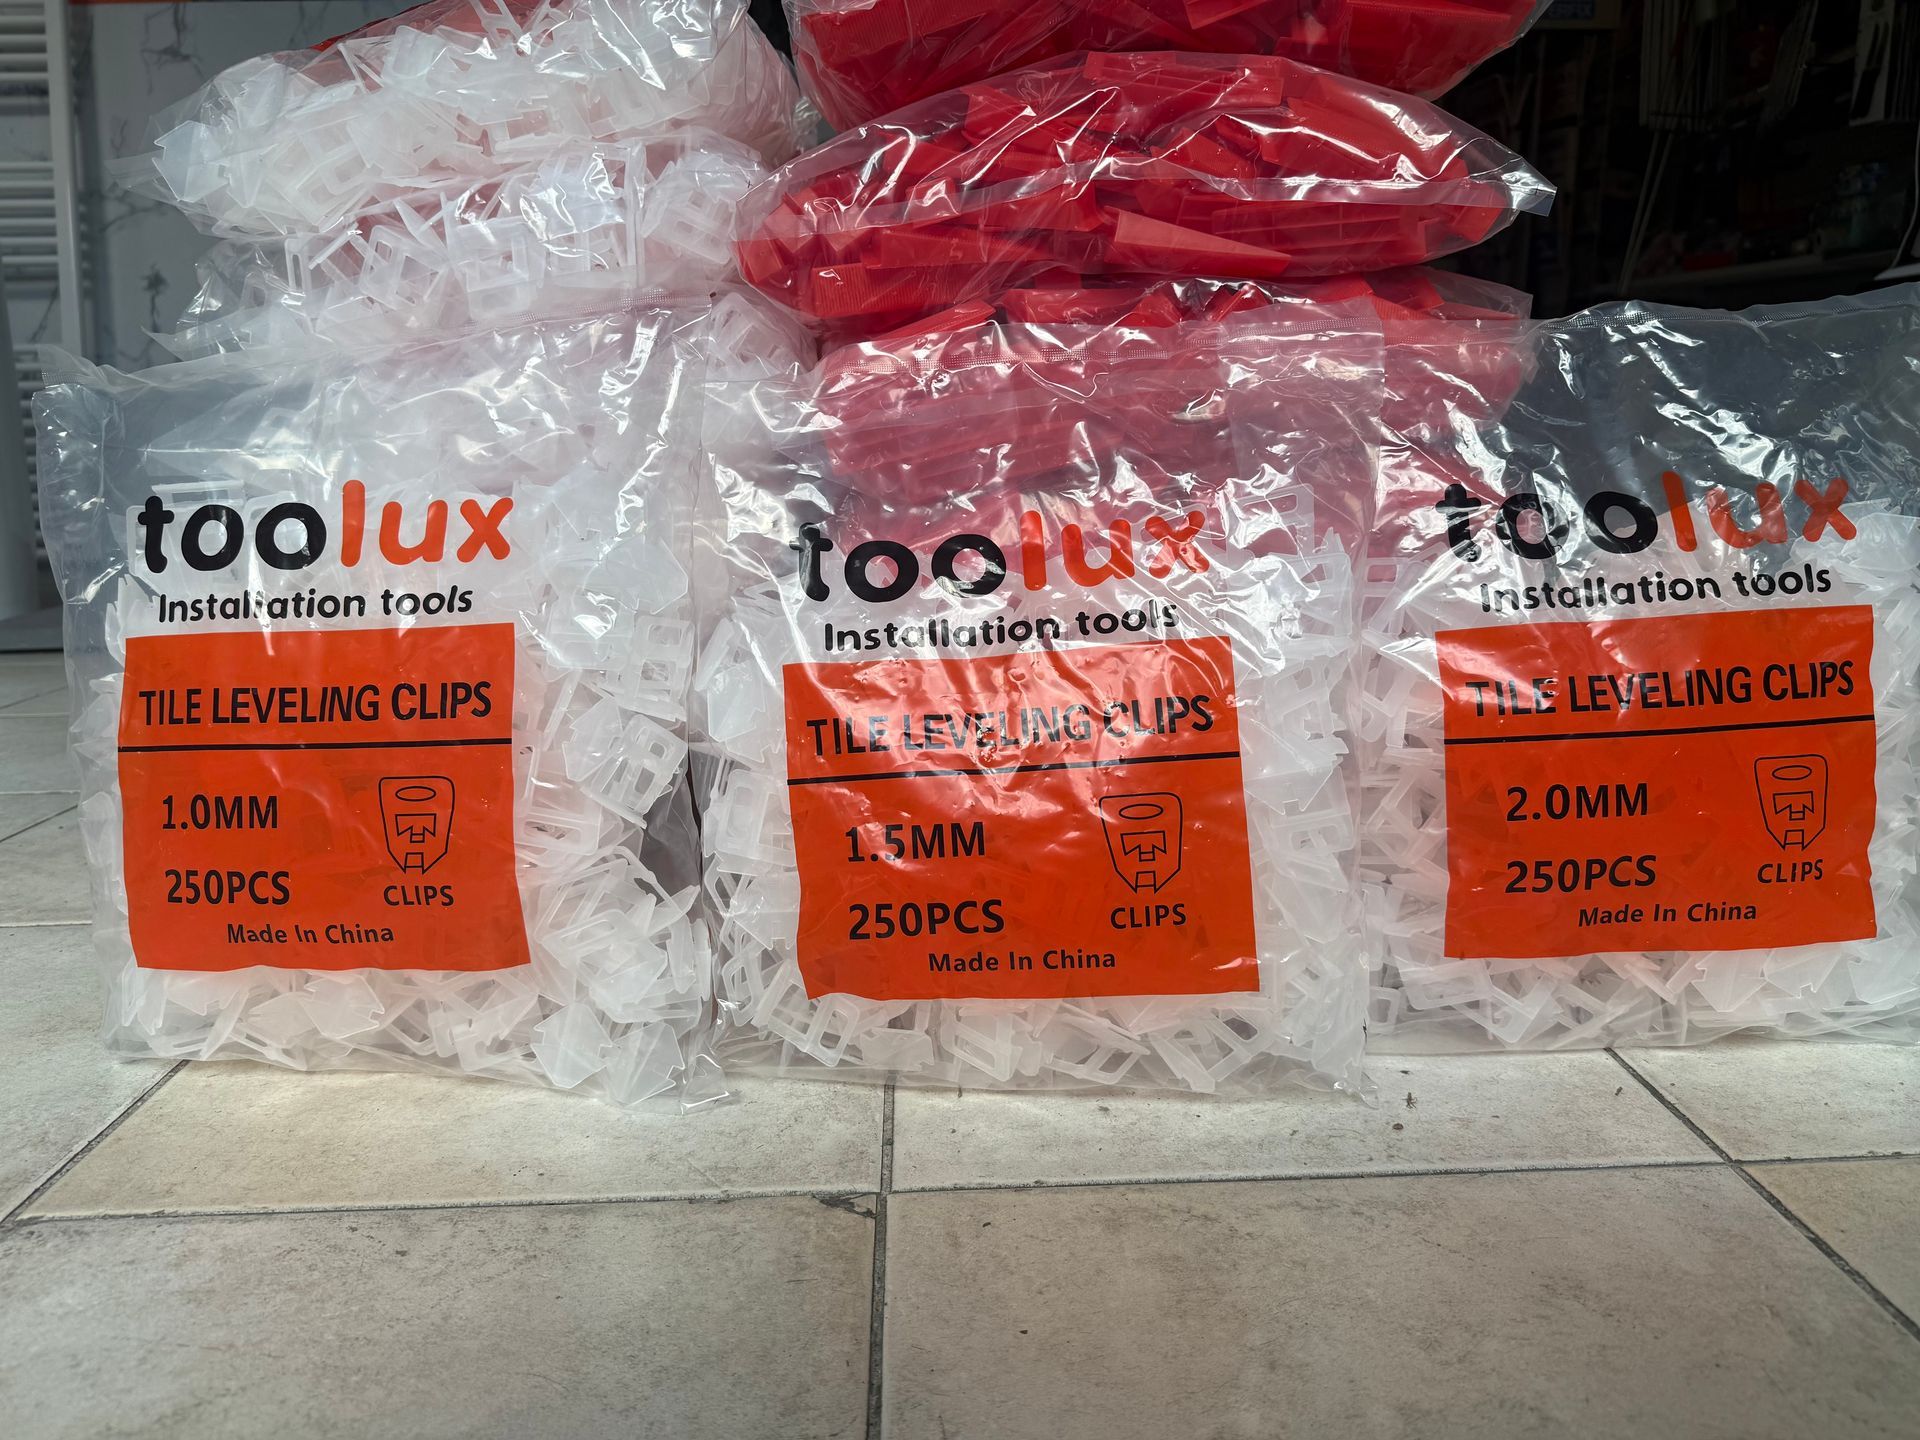 toolux
Installation tools
TILE LEVELING CLIPS
1.0MM
250PCS
CLIPS
Made In China
toolux
Installation tools
TILE LEVELING CLIPS
1.5MM
250PCS
CLIPS
Made In China
toolux
Installation tools
TILE LEVELING CLIPS
2.0MM
250PCS
CLIPS
Made In China